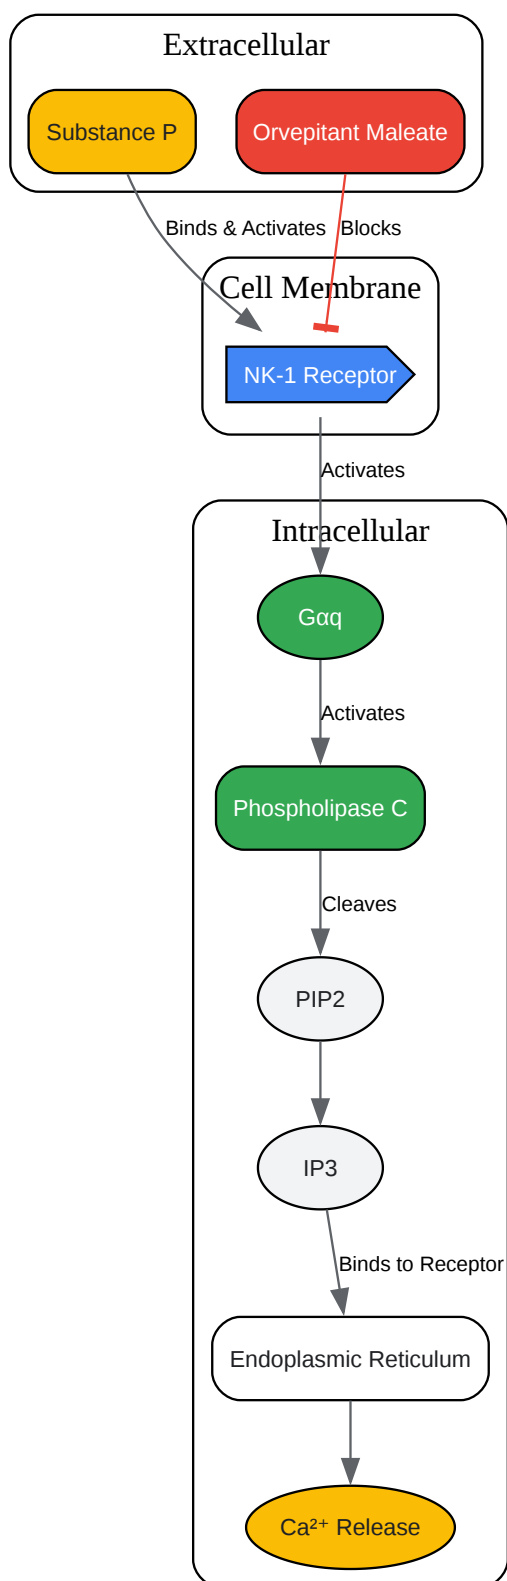 Extracellular
Substance P
Orvepitant Maleate
Binds & Activates
Blocks
Cell Membrane
NK-1 Receptor
Activates
Intracellular
Gαq
Activates
Phospholipase C
Cleaves
PIP2
IP3
Binds to Receptor
Endoplasmic Reticulum
Ca²⁺ Release